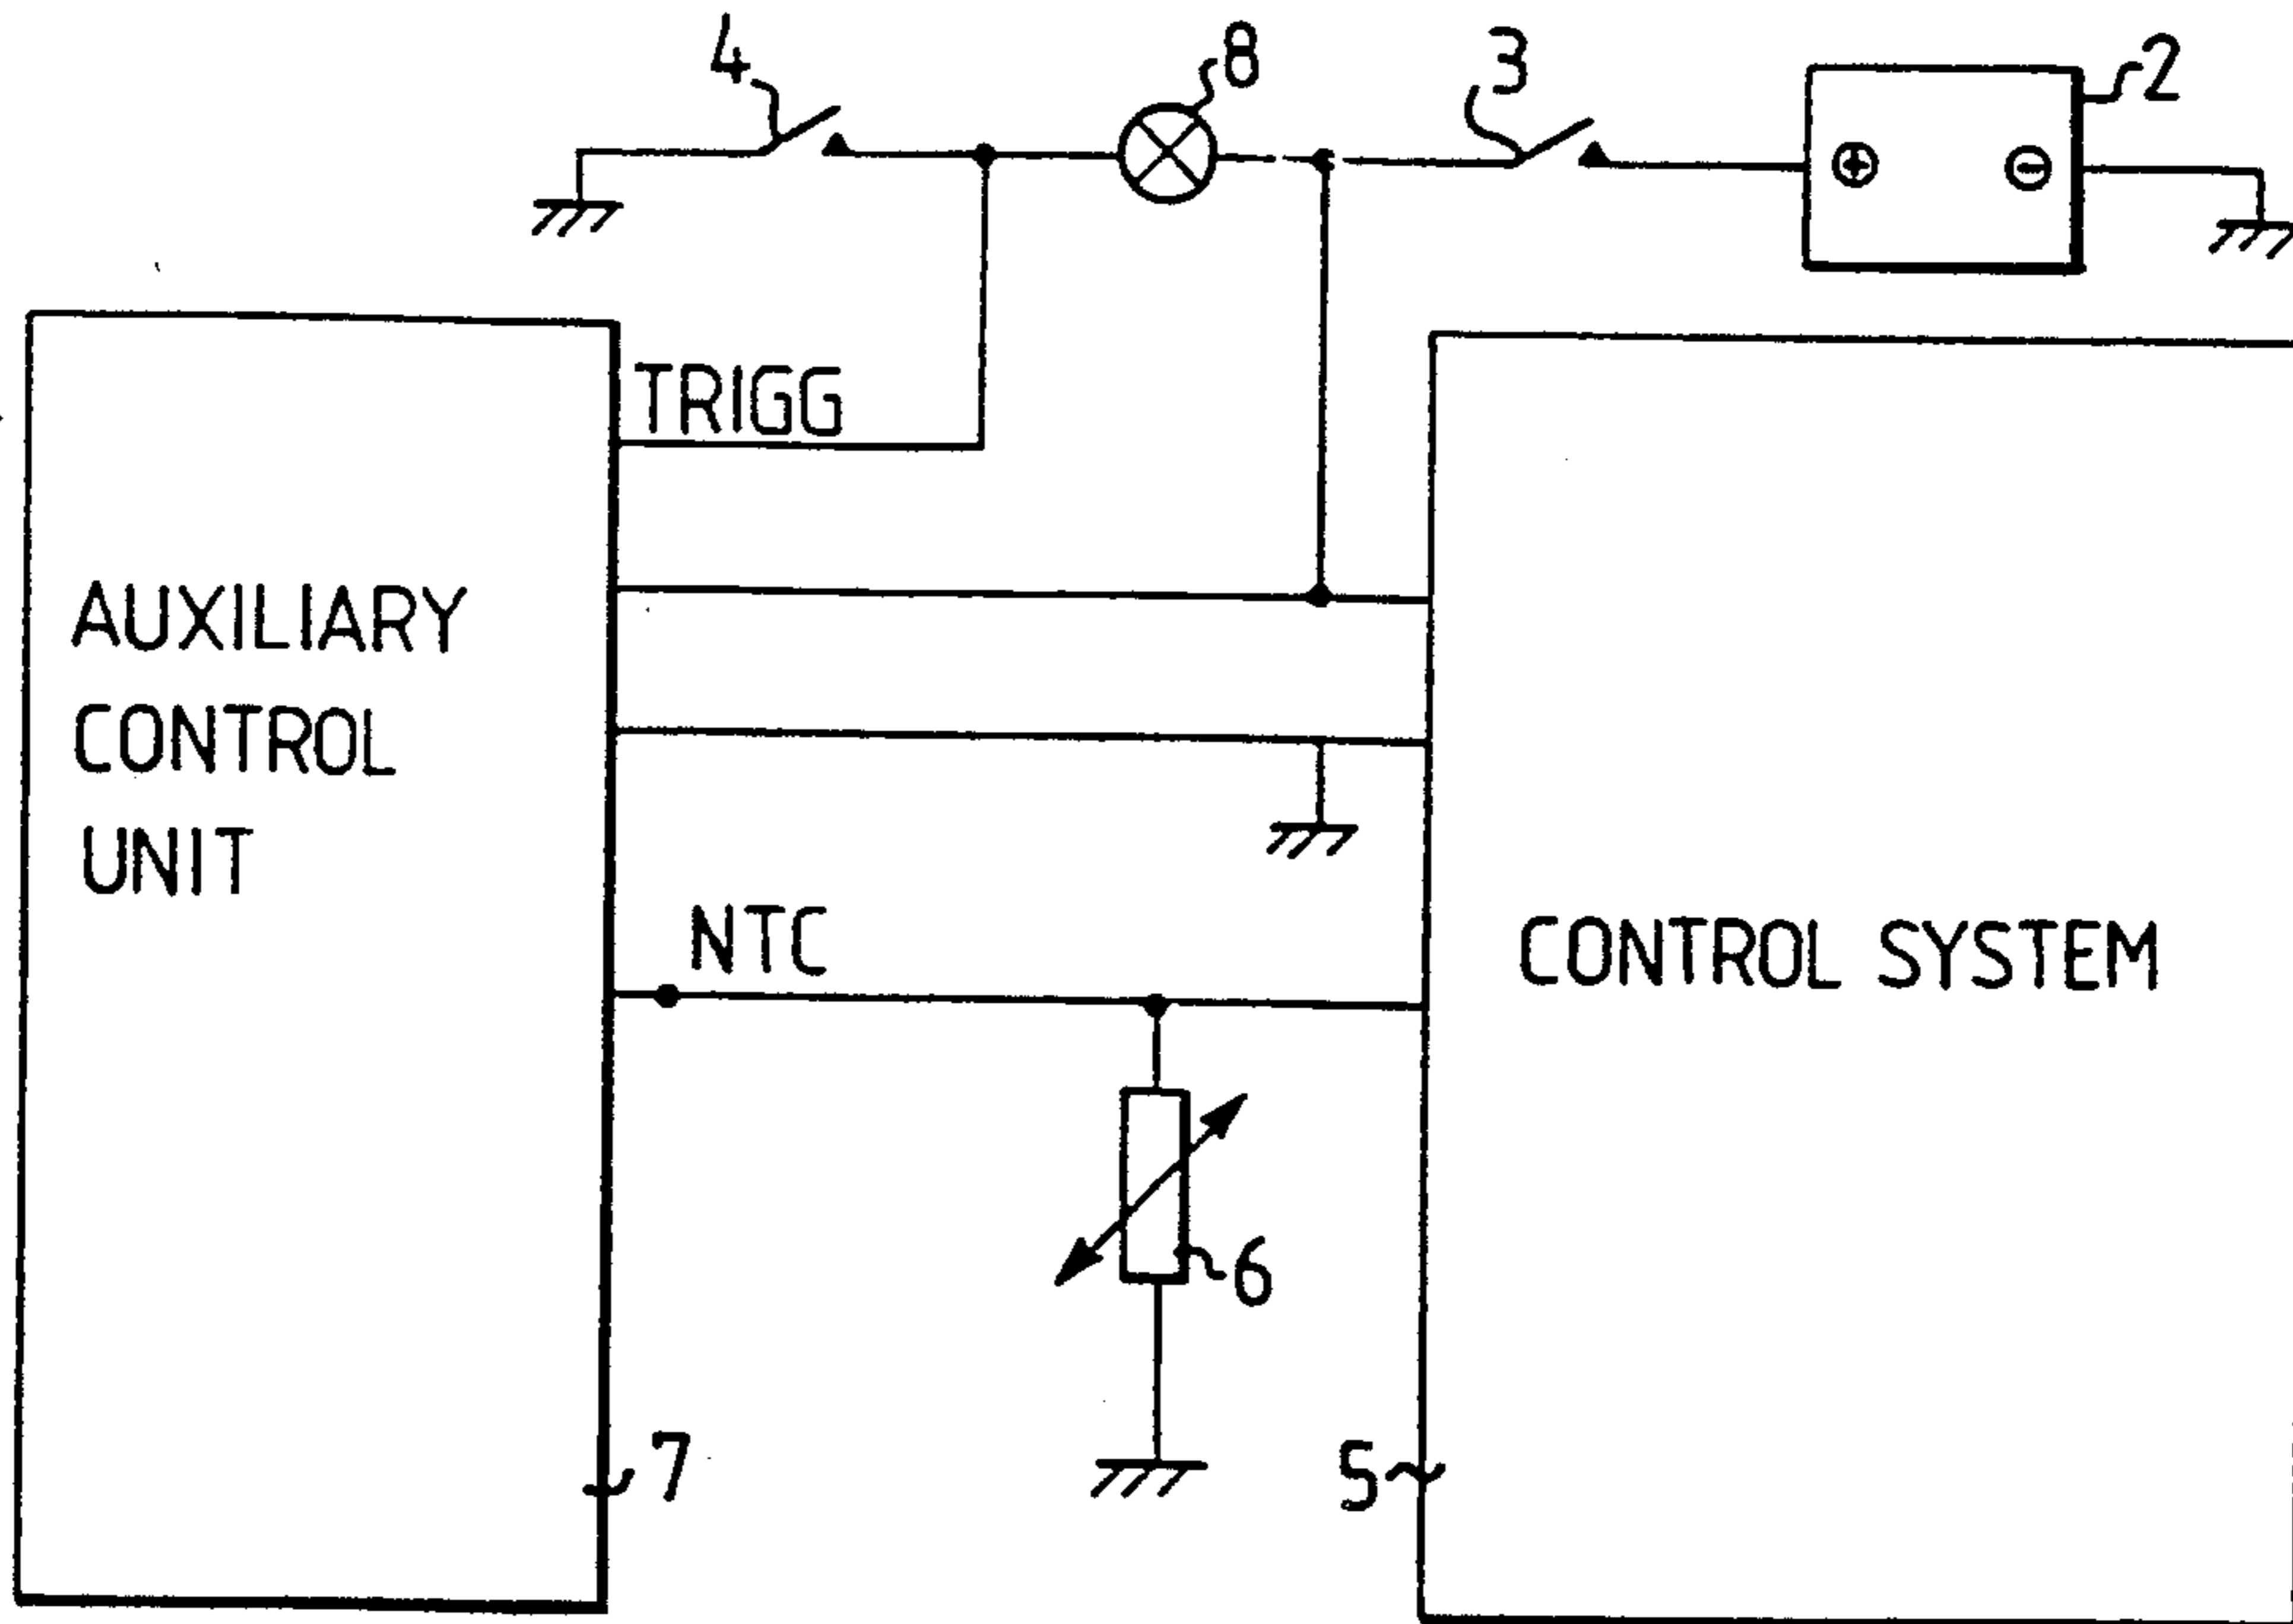 4
8
3
2
⊕ ⊖
TRIGG
AUXILIARY
CONTROL
UNIT
NTC
CONTROL SYSTEM
6
7
5